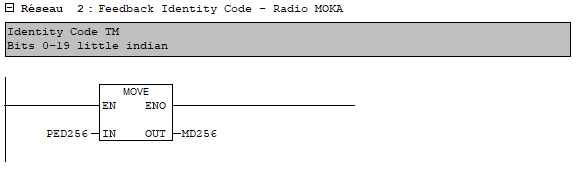 Réseau 2 : Feedback Identity Code - Radio MOKA
Identity Code TM
Bits 0-19 little indian
MOVE
EN ENO
PED256 IN OUT MD256